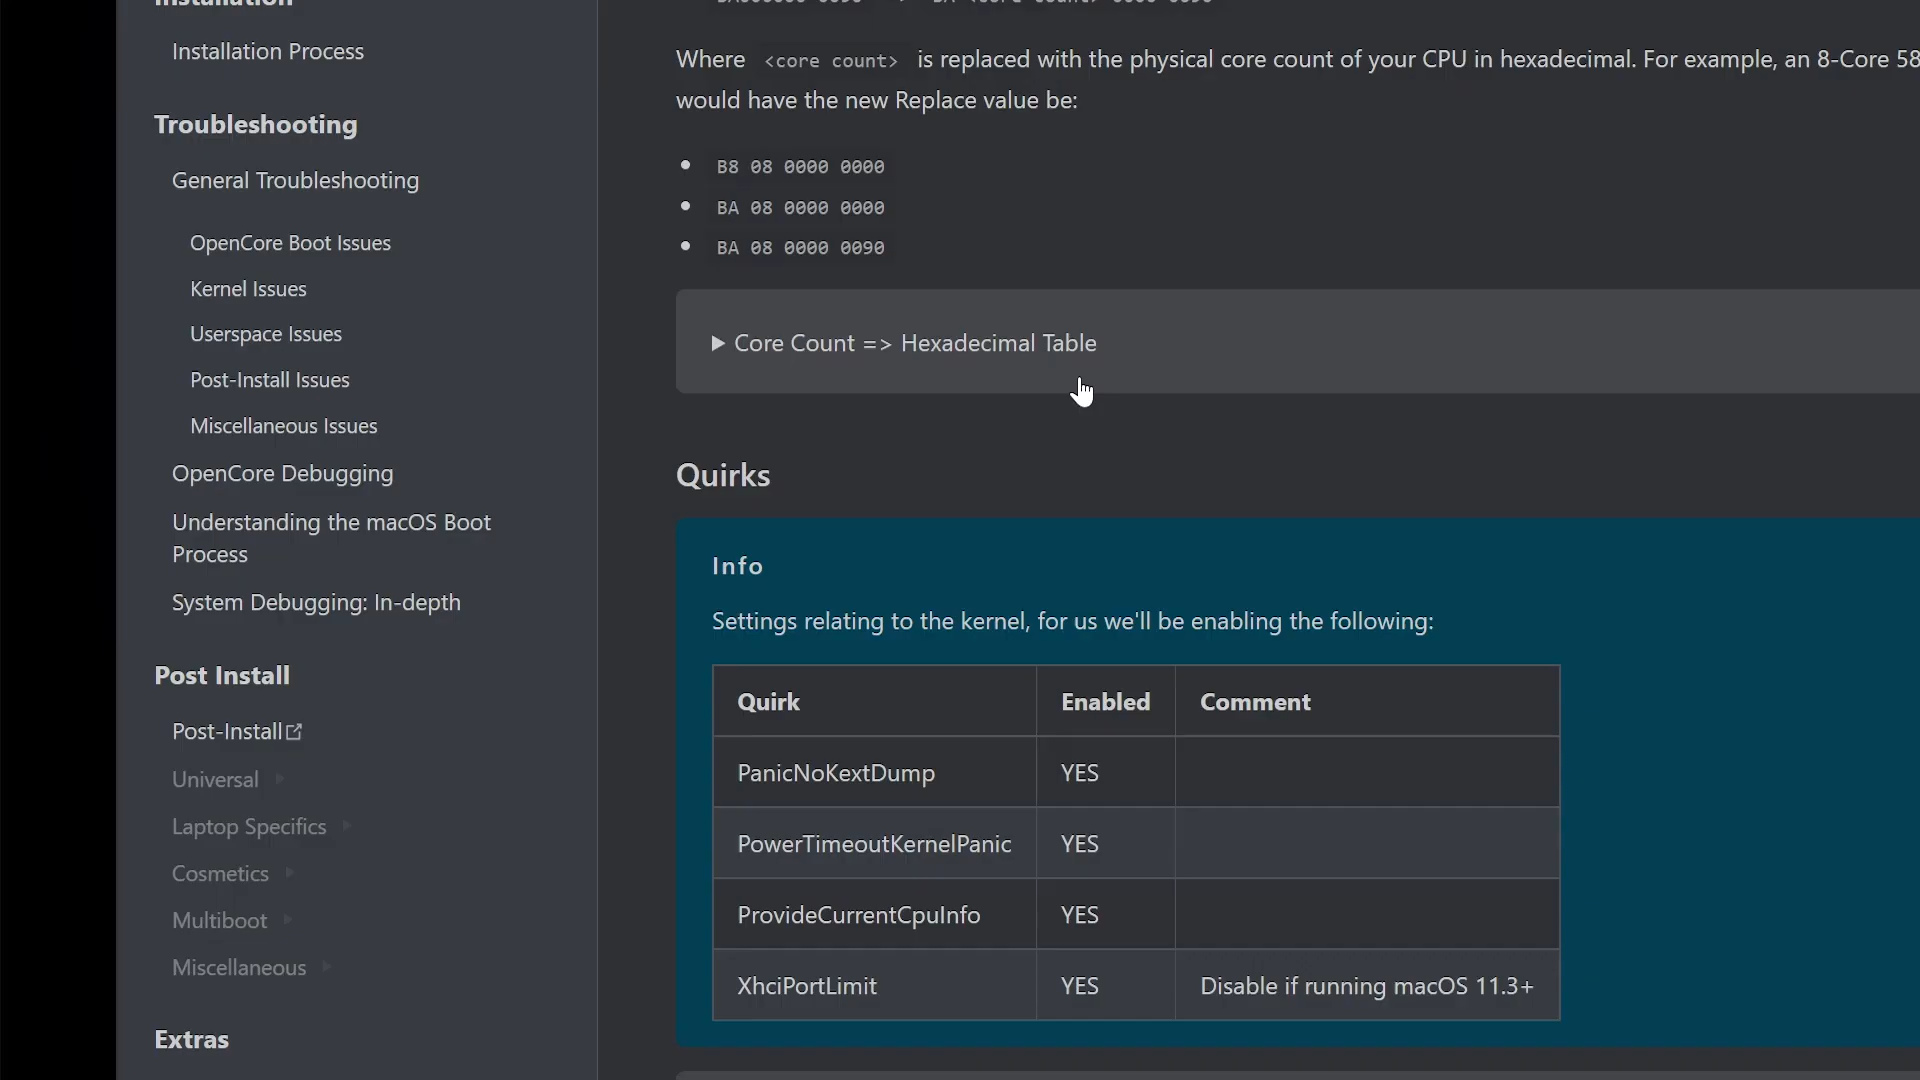 Installation
Installation Process
Troubleshooting
General Troubleshooting
OpenCore Boot Issues
Kernel Issues
Userspace Issues
Post-Install Issues
Miscellaneous Issues
OpenCore Debugging
Understanding the macOS Boot
Process
System Debugging: In-depth
Post Install
Post-Install
Universal
Laptop Specifics
Cosmetics
Multiboot
Miscellaneous
Extras
Where <core count> is replaced with the physical core count of your CPU in hexadecimal. For example, an 8-Core 58
would have the new Replace value be:
B8 08 0000 0000
BA 08 0000 0000
BA 08 0000 0090
Core Count => Hexadecimal Table
Quirks
Info
Settings relating to the kernel, for us we'll be enabling the following:
Quirk Enabled Comment
PanicNoKextDump YES
PowerTimeoutKernelPanic YES
ProvideCurrentCpuInfo YES
XhciPortLimit YES Disable if running macOS 11.3+